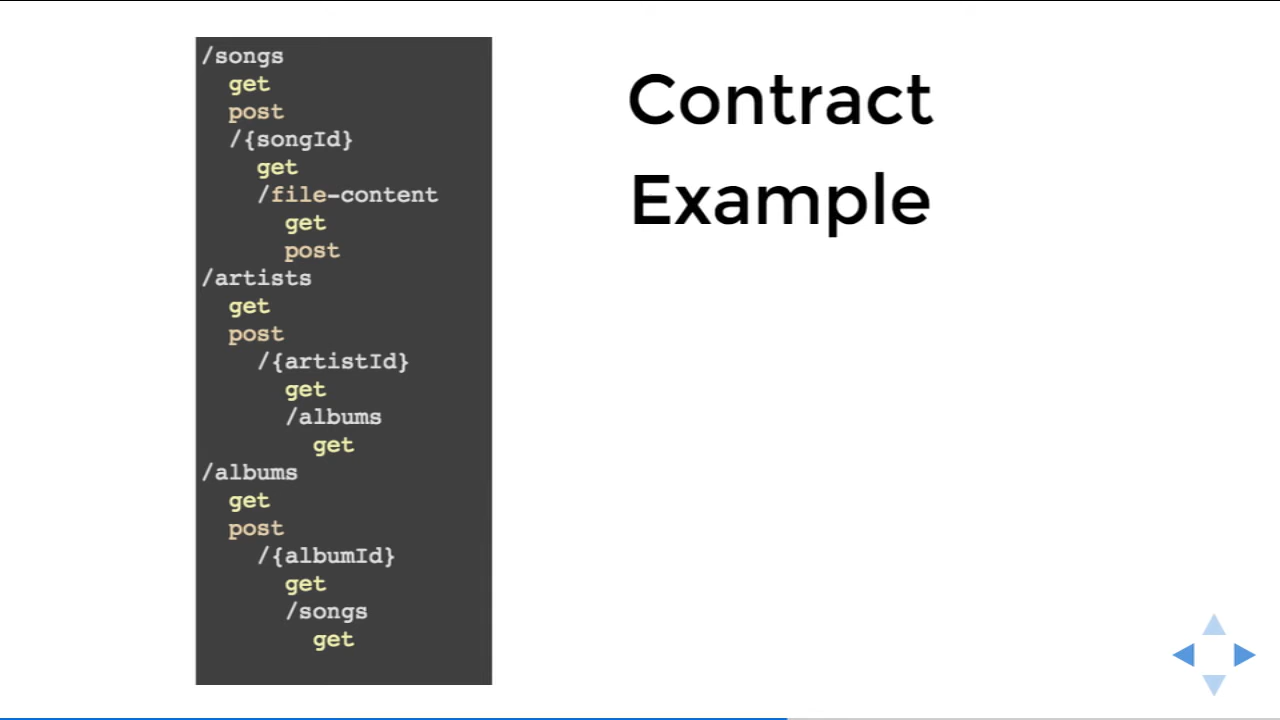 /songs
get
post
/{songId}
get
/file-content
get
post
/artists
get
post
/{artistId}
get
/albums
get
/albums
get
post
/{albumId}
get
/songs
get
Contract
Example